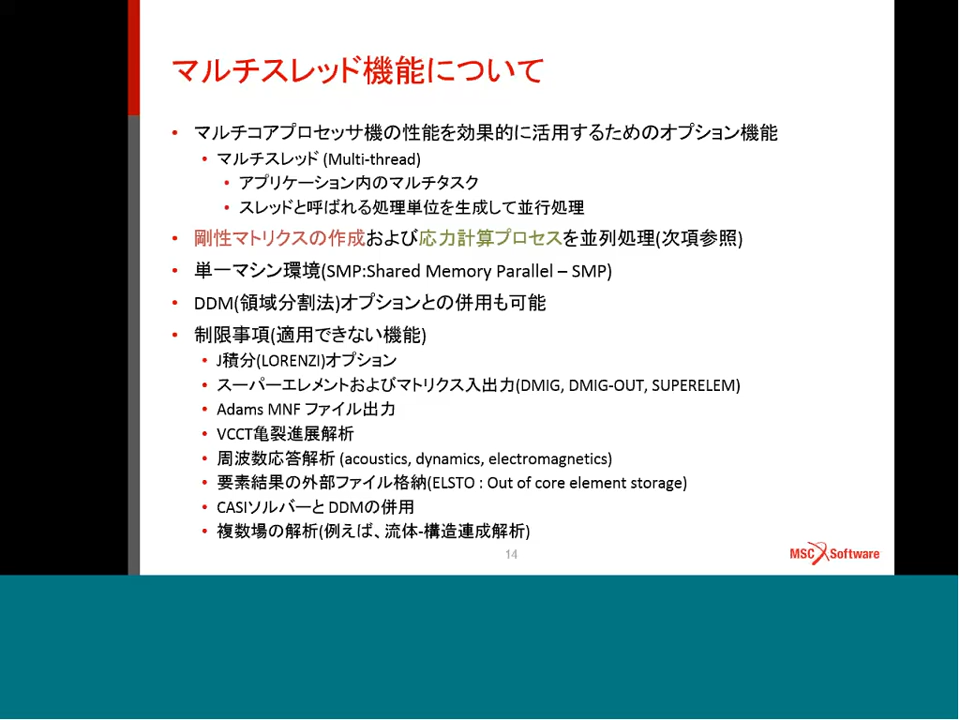 マルチスレッド機能について
• マルチコアプロセッサ機の性能を効果的に活用するためのオプション機能
• マルチスレッド (Multi-thread)
• アプリケーション内のマルチタスク
• スレッドと呼ばれる処理単位を生成して並行処理
• 剛性マトリクスの作成および応力計算プロセスを並列処理(次項参照)
• 単一マシン環境(SMP:Shared Memory Parallel – SMP)
• DDM(領域分割法)オプションとの併用も可能
• 制限事項(適用できない機能)
• J積分(LORENZI)オプション
• スーパーエレメントおよびマトリクス入出力(DMIG, DMIG-OUT, SUPERELEM)
• Adams MNF ファイル出力
• VCCT亀裂進展解析
• 周波数応答解析 (acoustics, dynamics, electromagnetics)
• 要素結果の外部ファイル格納(ELSTO : Out of core element storage)
• CASIソルバーと DDMの併用
• 複数場の解析(例えば、流体-構造連成解析)
14
MSC Software